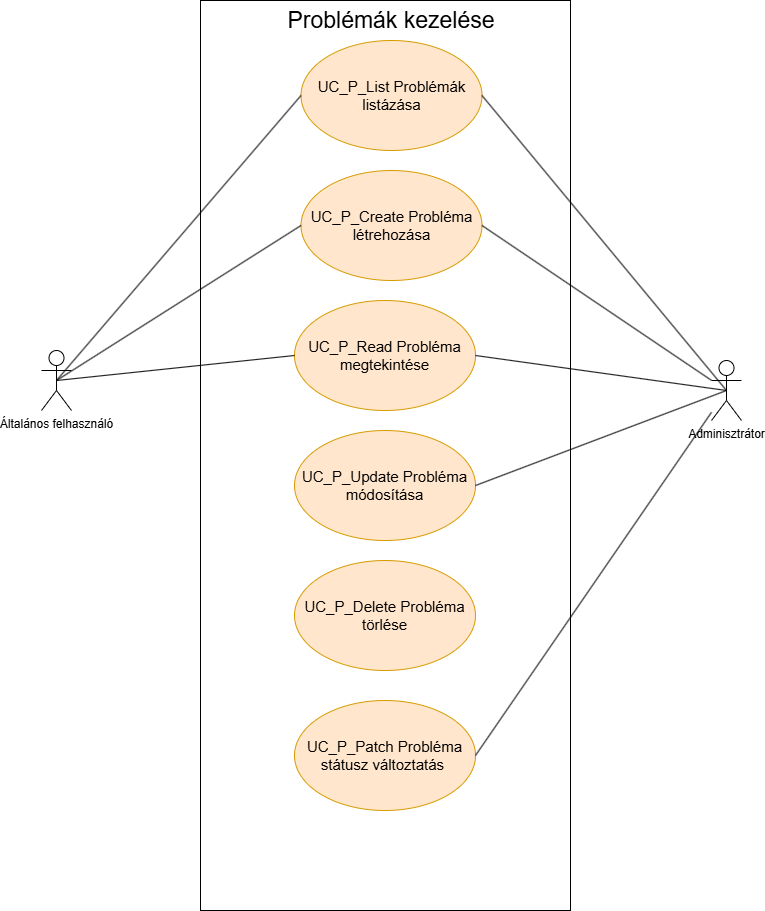 Problémák kezelése
UC_P_List Problémák
listázása
UC_P_Create Probléma
létrehozása
UC_P_Read Probléma
megtekintése
Általános felhasználó
Adminisztrátor
UC_P_Update Probléma
módosítása
UC_P_Delete Probléma
törlése
UC_P_Patch Probléma
státusz változtatás